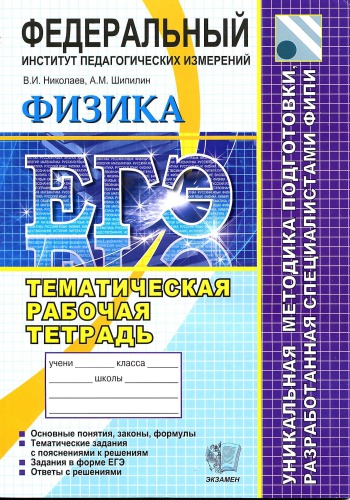 ФЕДЕРАЛЬНЫЙ
ИНСТИТУТ ПЕДАГОГИЧЕСКИХ ИЗМЕРЕНИЙ
В.И. Николаев, А.М. Шипилин
ФИЗИКА
ЕГЭ
ТЕМАТИЧЕСКАЯ
РАБОЧАЯ
ТЕТРАДЬ
учени класса
школы
Основные понятия, законы, формулы
Тематические задания
с пояснениями к решениям
Задания в форме ЕГЭ
Ответы с решениями
ЭКЗАМЕН
УНИКАЛЬНАЯ МЕТОДИКА ПОДГОТОВКИ,
РАЗРАБОТАННАЯ СПЕЦИАЛИСТАМИ ФИПИ